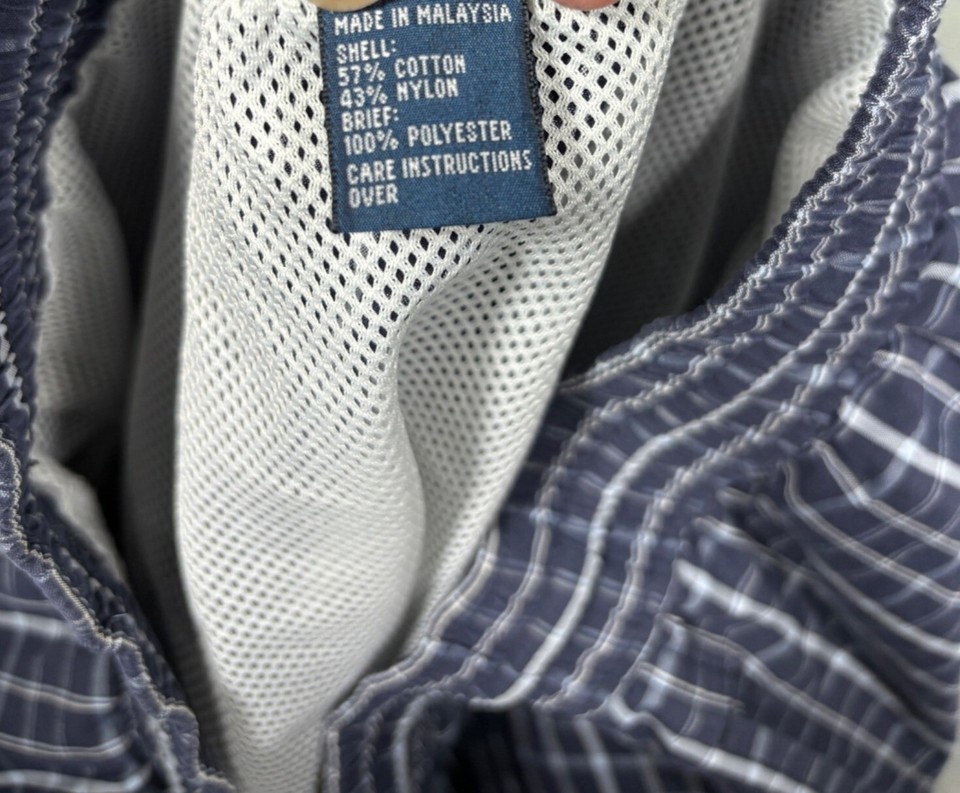 MADE IN MALAYSIA
SHELL:
57% COTTON
43% NYLON
BRIEF:
100% POLYESTER
CARE INSTRUCTIONS
OVER